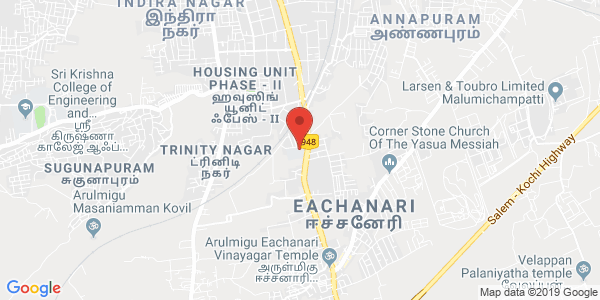 INDIRA NAGAR
இந்திரா
நகர்
ANNAPURAM
அண்ணபுரம்
HOUSING UNIT
PHASE - II
ஹவுஸிங்
யூனிட்
ஃபேஸ் - II
Sri Krishna
College of
Engineering
and...
ஸ்ரீ
கிருஷ்ணா
காலேஜ் ஆஃப்...
Larsen & Toubro Limited
Malumichampatti
948
Corner Stone Church
Of The Yasua Messiah
TRINITY NAGAR
ட்ரினிடி
நகர்
SUGUNAPURAM
சுகுனாபுரம்
Arulmigu
Masaniamman Kovil
EACHANARI
ஈச்சனேரி
Salem - Kochi Highway
Arulmigu Eachanari
Vinayagar Temple
அருள்மிகு
ஈச்சனாரி
Velappan
Palaniyatha temple
Google
Map data ©2019 Google